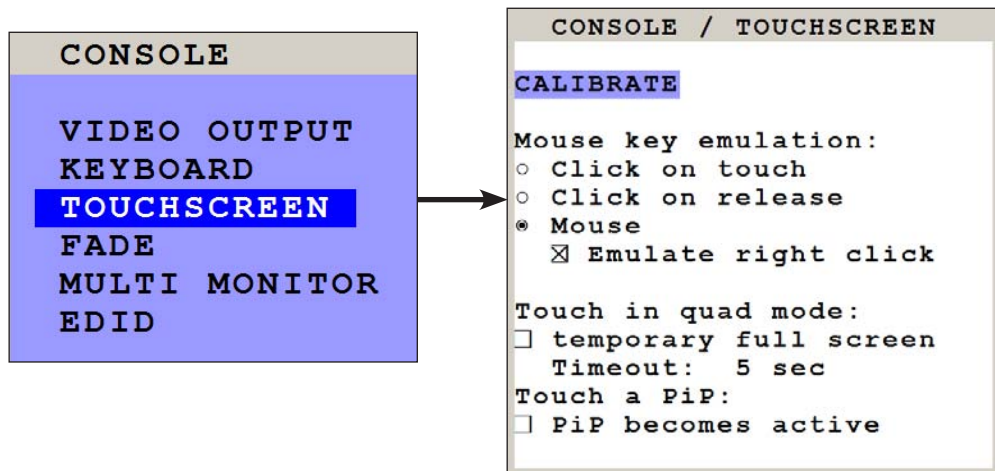 CONSOLE
VIDEO OUTPUT
KEYBOARD
TOUCHSCREEN
FADE
MULTI MONITOR
EDID
CONSOLE / TOUCHSCREEN
CALIBRATE
Mouse key emulation:
○ Click on touch
○ Click on release
◉ Mouse
☒ Emulate right click
Touch in quad mode:
☐ temporary full screen
Timeout: 5 sec
Touch a PiP:
☐ PiP becomes active